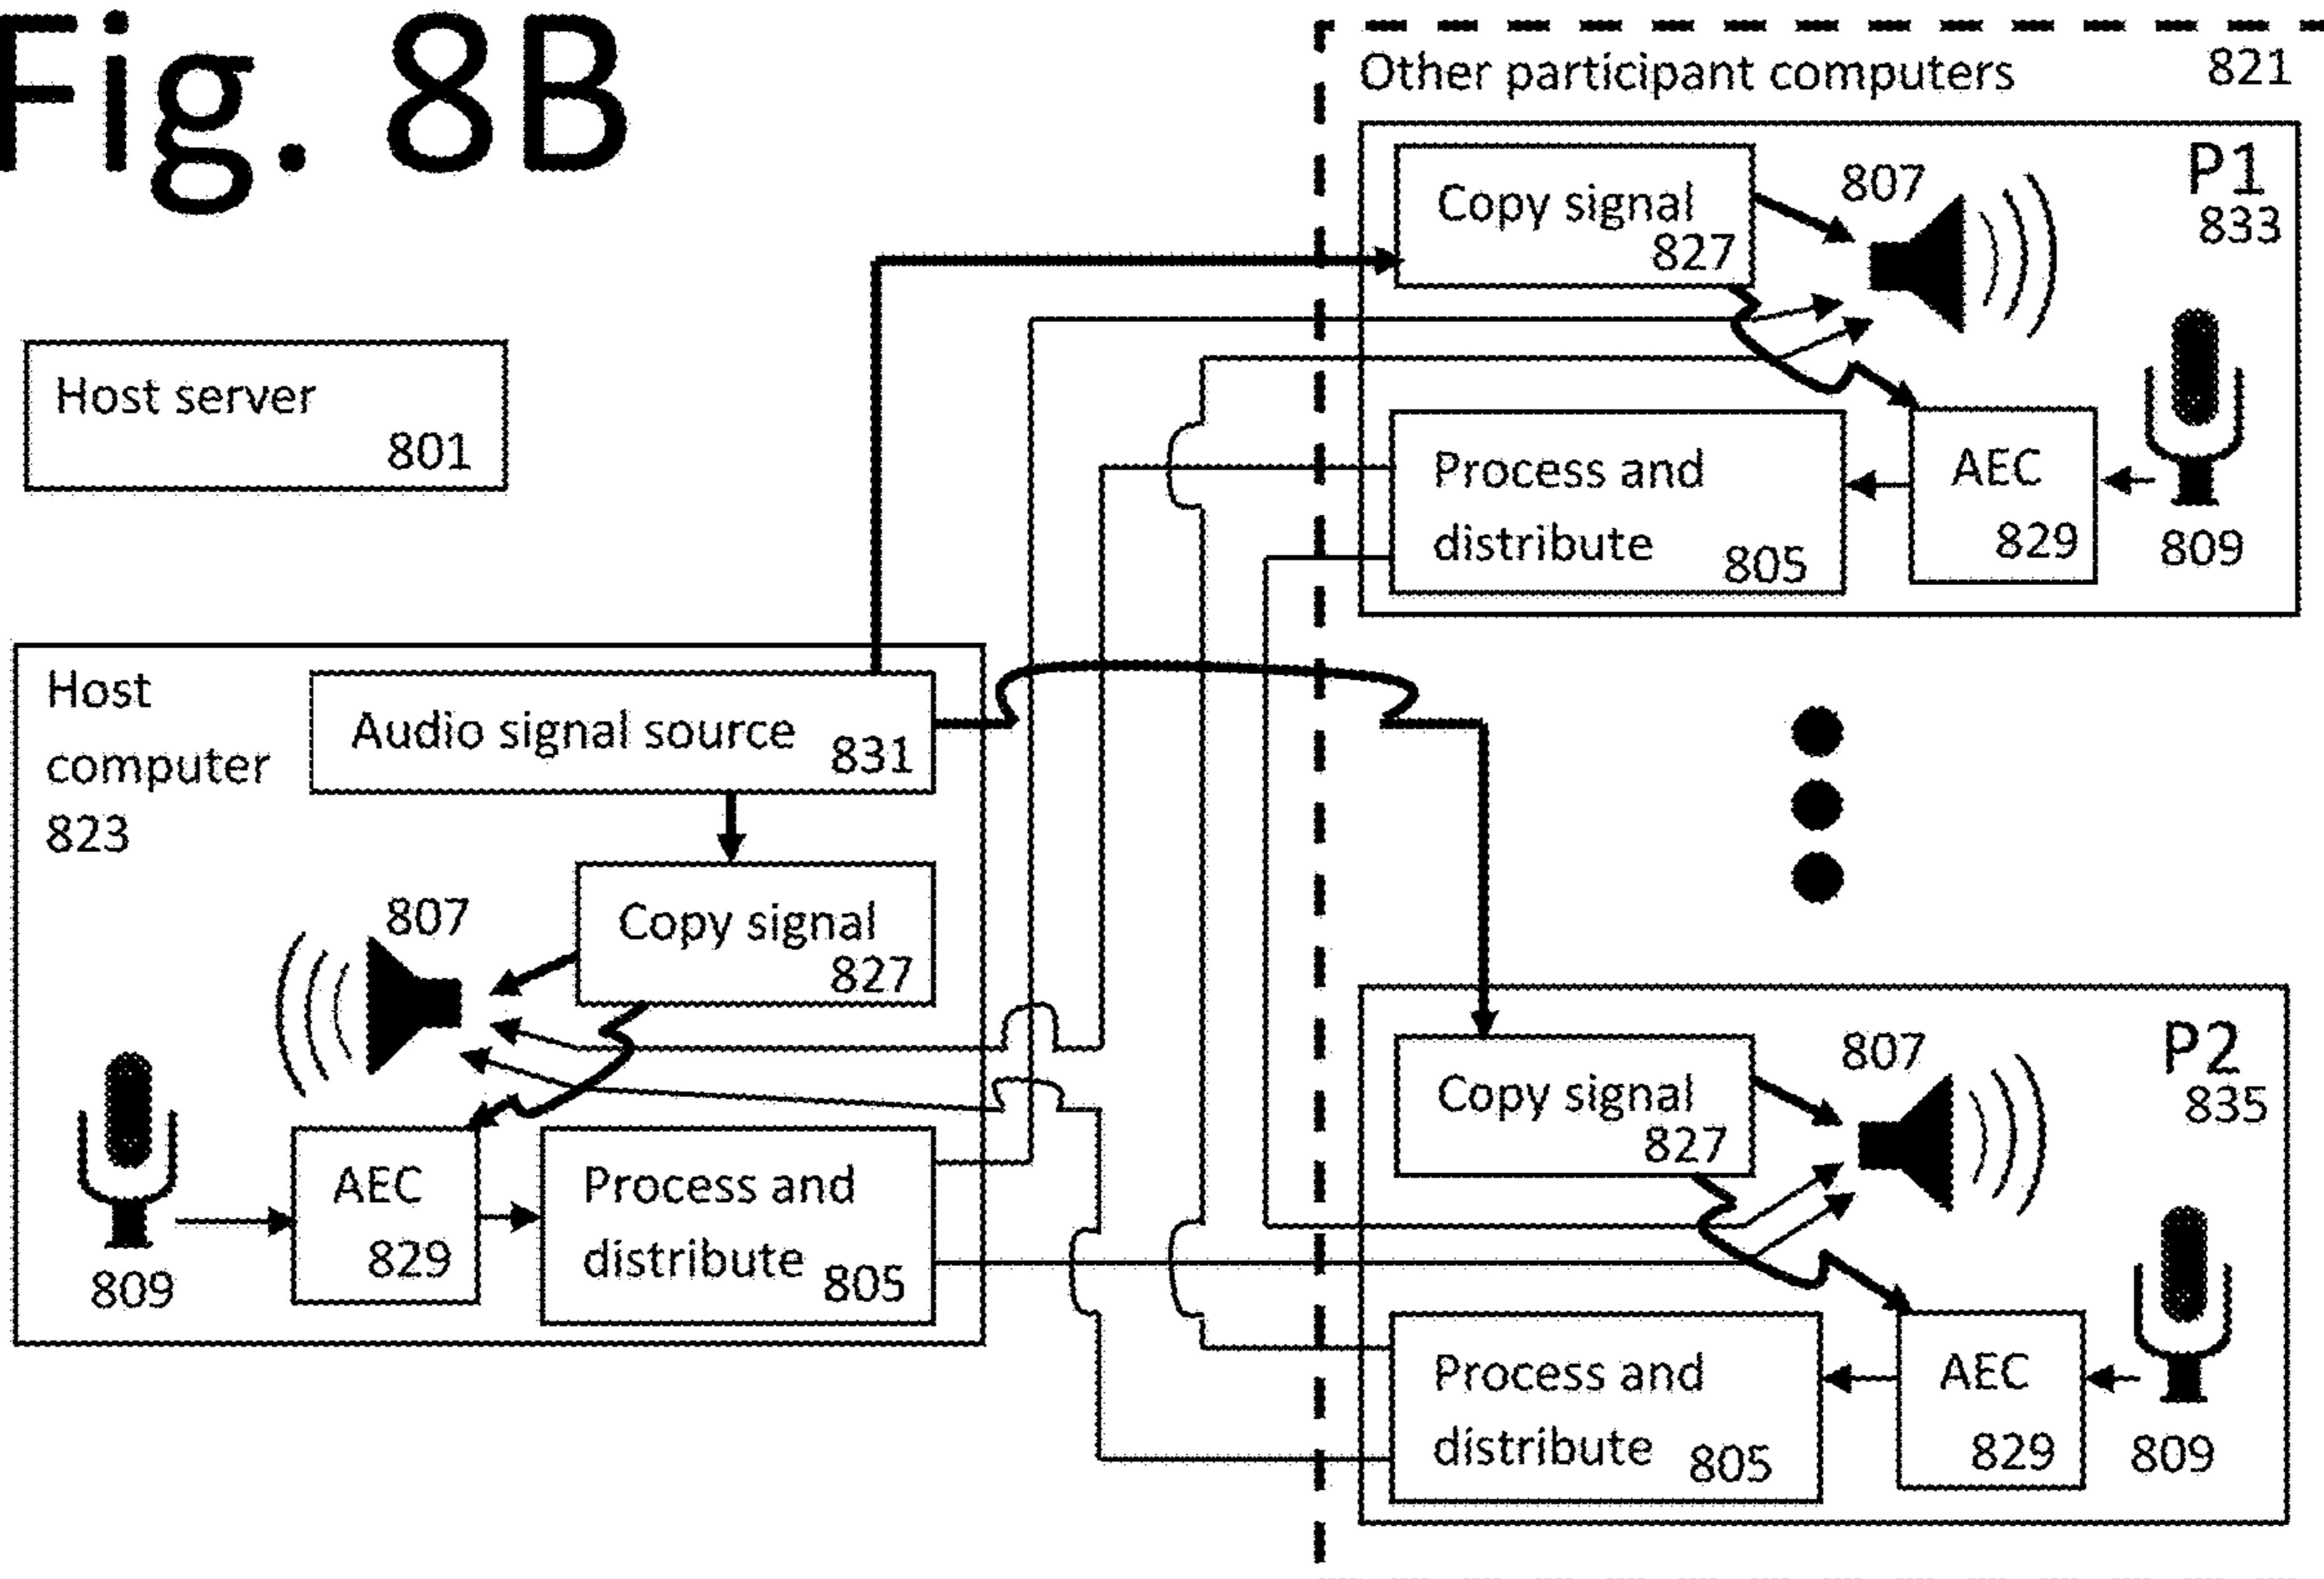 Fig. 8B
Other participant computers 821
P1
833
Copy signal
827
807
Process and
distribute 805
AEC
829
809
Host server
801
Host
computer
823
Audio signal source 831
Copy signal
827
807
809
AEC
829
Process and
distribute 805
P2
835
Copy signal
827
807
Process and
distribute 805
AEC
829
809